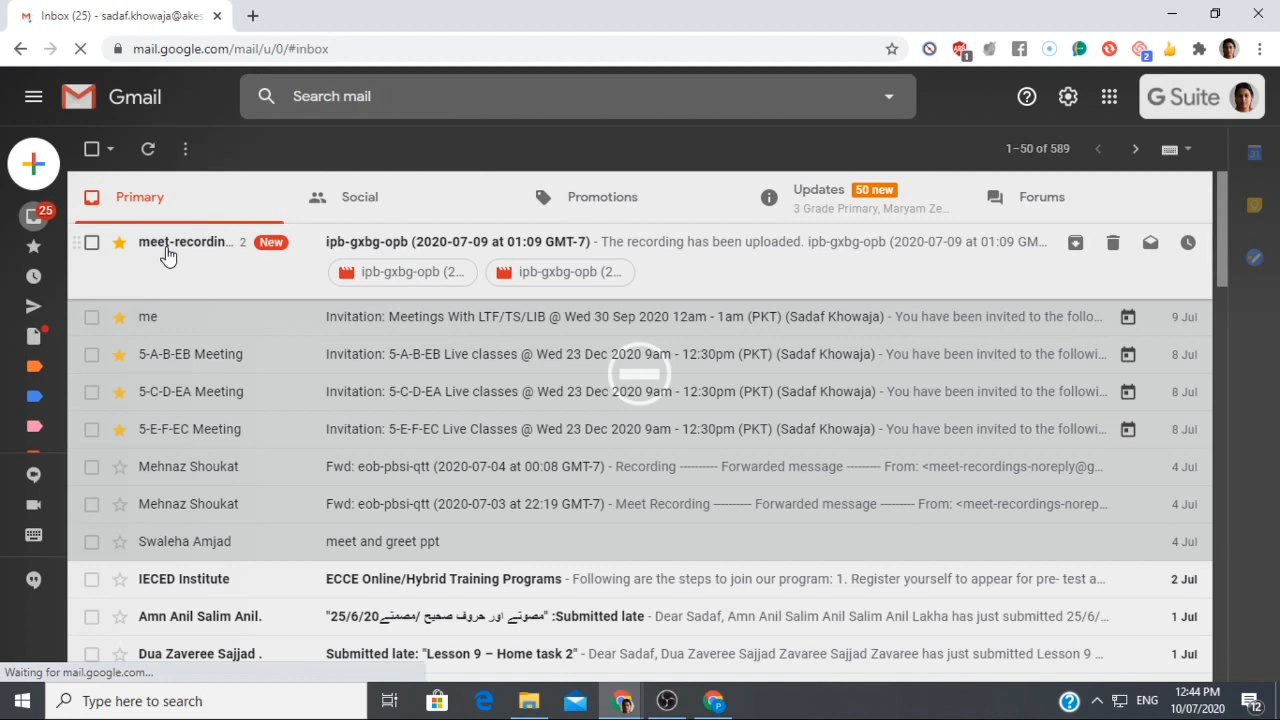 Inbox (25) - sadaf.khowaja@akes
mail.google.com/mail/u/0/#inbox
1
2
Gmail
Search mail
G Suite
1–50 of 589
25
Primary
Social
Promotions
Updates 50 new
3 Grade Primary, Maryam Ze...
Forums
meet-recordin... 2 New ipb-gxbg-opb (2020-07-09 at 01:09 GMT-7) - The recording has been uploaded. ipb-gxbg-opb (2020-07-09 at 01:09 GM...
ipb-gxbg-opb (2... ipb-gxbg-opb (2...
me Invitation: Meetings With LTF/TS/LIB @ Wed 30 Sep 2020 12am - 1am (PKT) (Sadaf Khowaja) - You have been invited to the follo... 9 Jul
5-A-B-EB Meeting Invitation: 5-A-B-EB Live classes @ Wed 23 Dec 2020 9am - 12:30pm (PKT) (Sadaf Khowaja) - You have been invited to the followi... 8 Jul
5-C-D-EA Meeting Invitation: 5-C-D-EA Live classes @ Wed 23 Dec 2020 9am - 12:30pm (PKT) (Sadaf Khowaja) - You have been invited to the followi... 8 Jul
5-E-F-EC Meeting Invitation: 5-E-F-EC Live Classes @ Wed 23 Dec 2020 9am - 12:30pm (PKT) (Sadaf Khowaja) - You have been invited to the followi... 8 Jul
Mehnaz Shoukat Fwd: eob-pbsi-qtt (2020-07-04 at 00:08 GMT-7) - Recording ---------- Forwarded message --------- From: <meet-recordings-noreply@g... 4 Jul
Mehnaz Shoukat Fwd: eob-pbsi-qtt (2020-07-03 at 22:19 GMT-7) - Meet Recording ---------- Forwarded message --------- From: <meet-recordings-norep... 4 Jul
Swaleha Amjad meet and greet ppt 4 Jul
IECED Institute ECCE Online/Hybrid Training Programs - Following are the steps to join our program: 1. Register yourself to appear for pre- test a... 2 Jul
Amn Anil Salim Anil. "25/6/20مصوتے اور حروف صحیح /مصمتے" :Submitted late - Dear Sadaf, Amn Anil Salim Anil Salim Anil Lakha has just submitted 25/6/... 1 Jul
Dua Zaveree Sajjad . Submitted late: "Lesson 9 – Home task 2" - Dear Sadaf, Dua Zaveree Sajjad Zavaree Sajjad Zavaree has just submitted Lesson 9 ... 1 Jul
Waiting for mail.google.com...
Type here to search
ENG
12:44 PM
10/07/2020
12